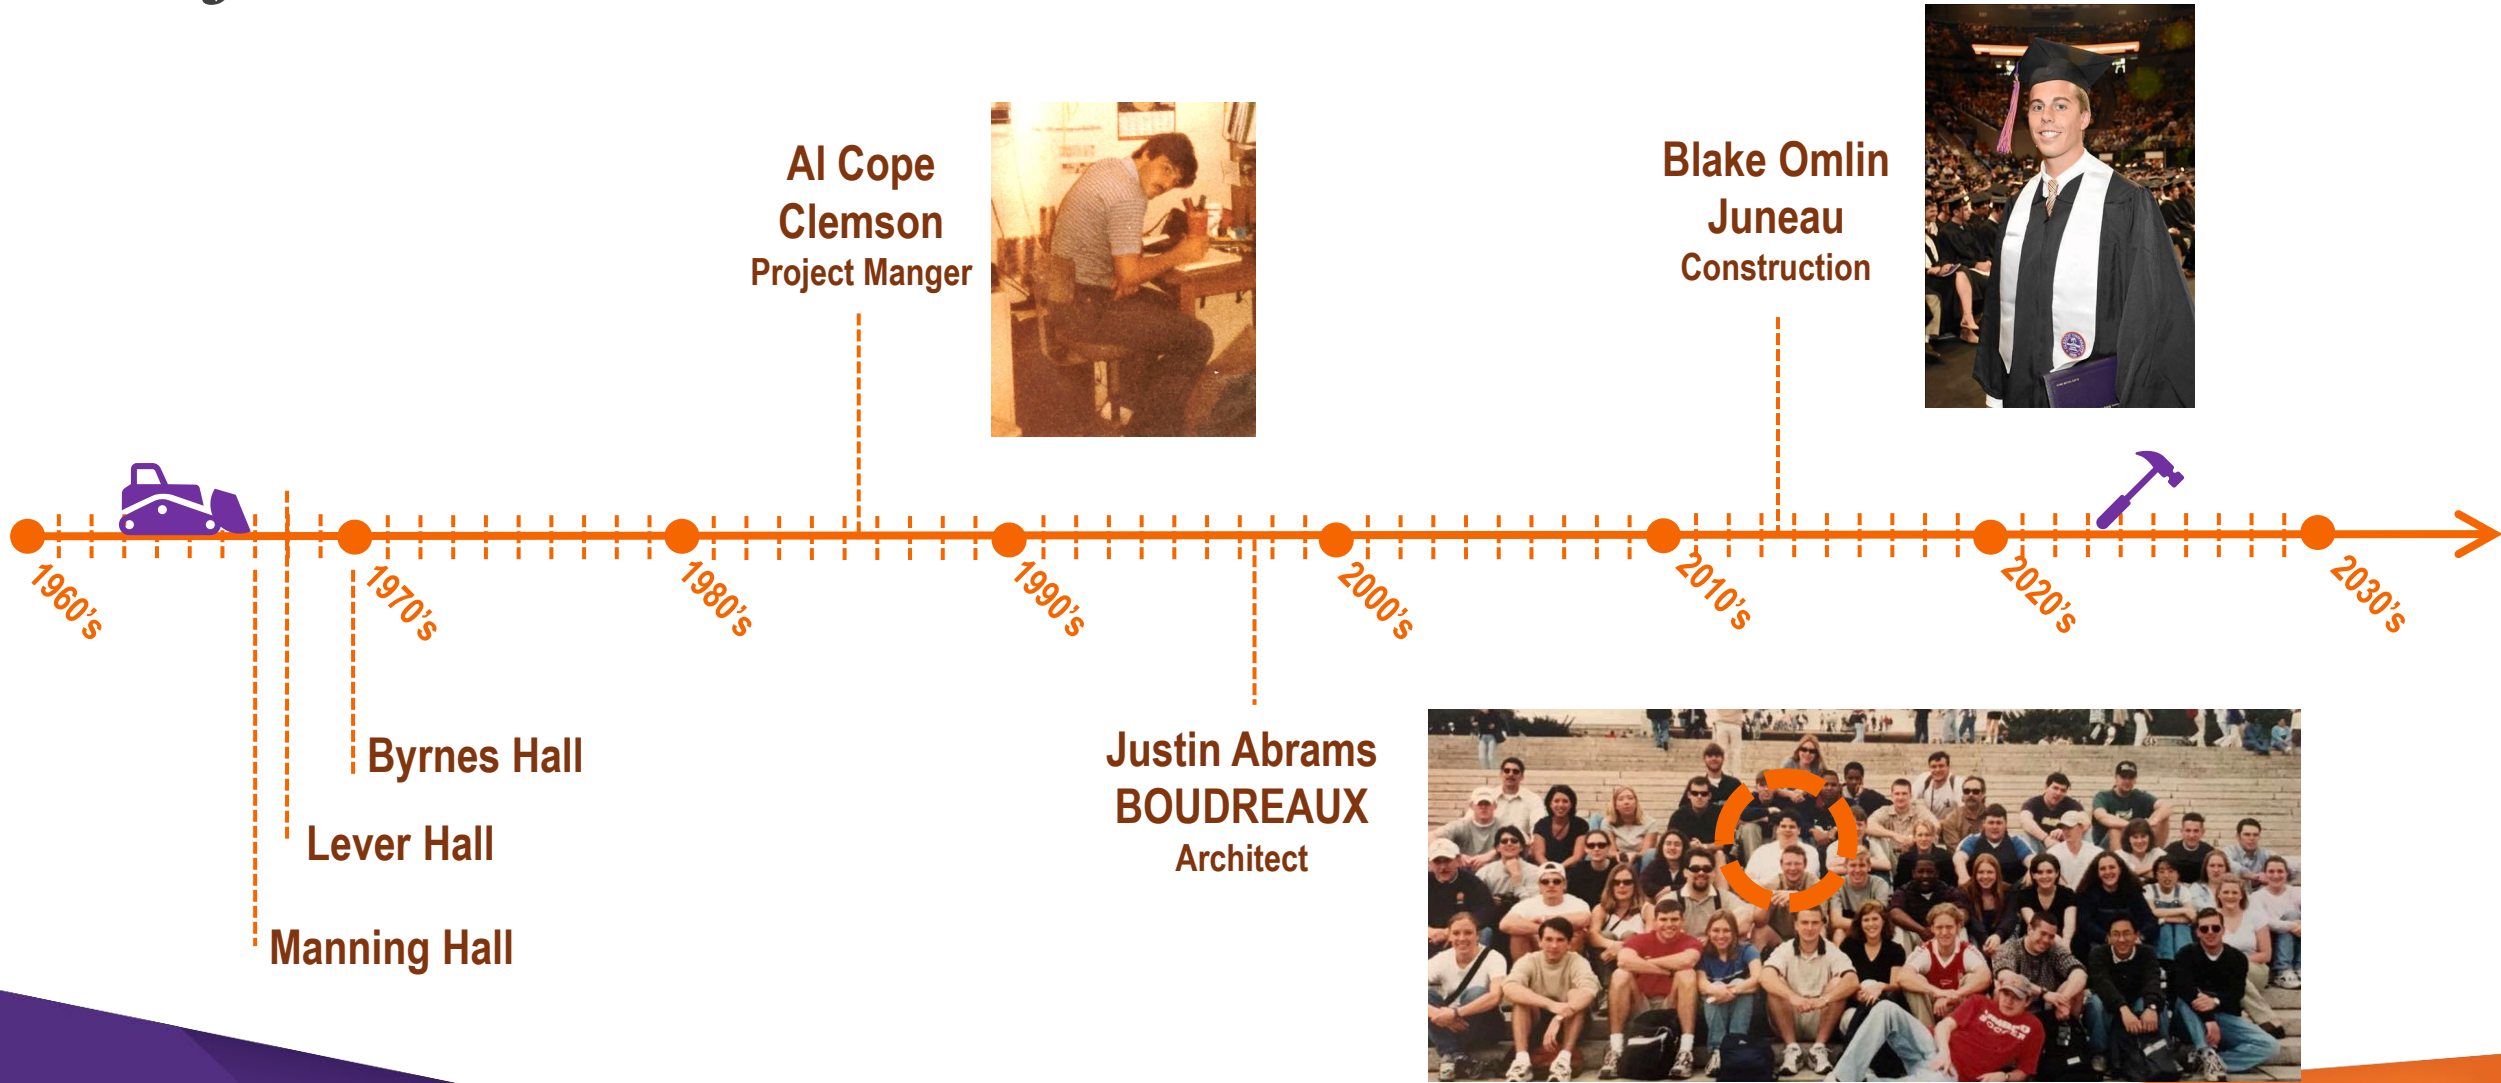 Al Cope
Clemson
Project Manger
Blake Omlin
Juneau
Construction
1960's
1970's
1980's
1990's
2000's
2010's
2020's
2030's
Byrnes Hall
Lever Hall
Manning Hall
Justin Abrams
BOUDREAUX
Architect